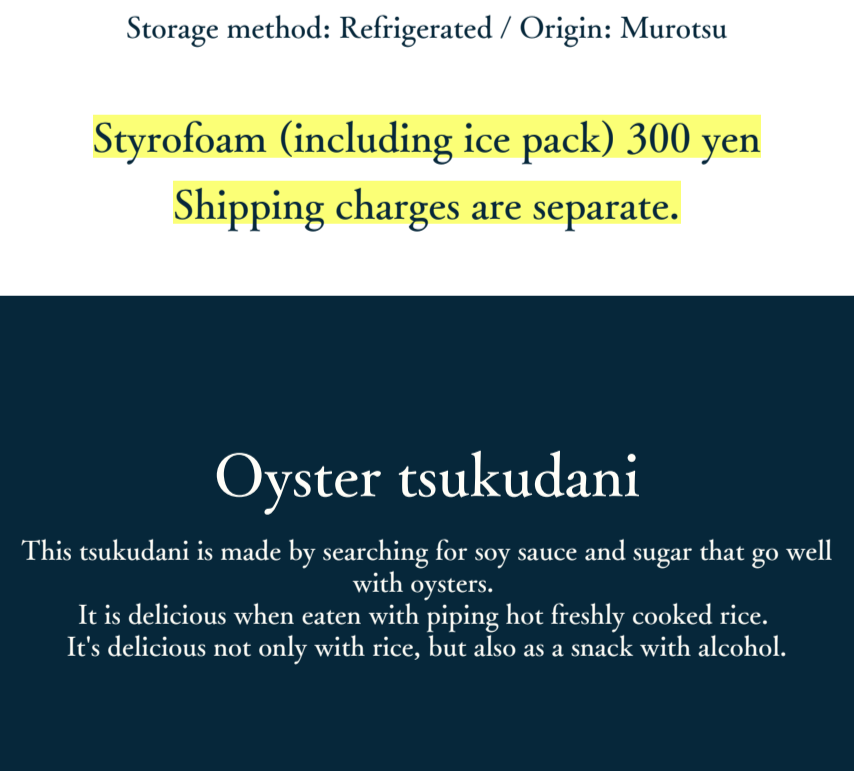 Storage method: Refrigerated / Origin: Murotsu
Styrofoam (including ice pack) 300 yen
Shipping charges are separate.
Oyster tsukudani
This tsukudani is made by searching for soy sauce and sugar that go well
with oysters.
It is delicious when eaten with piping hot freshly cooked rice.
It's delicious not only with rice, but also as a snack with alcohol.